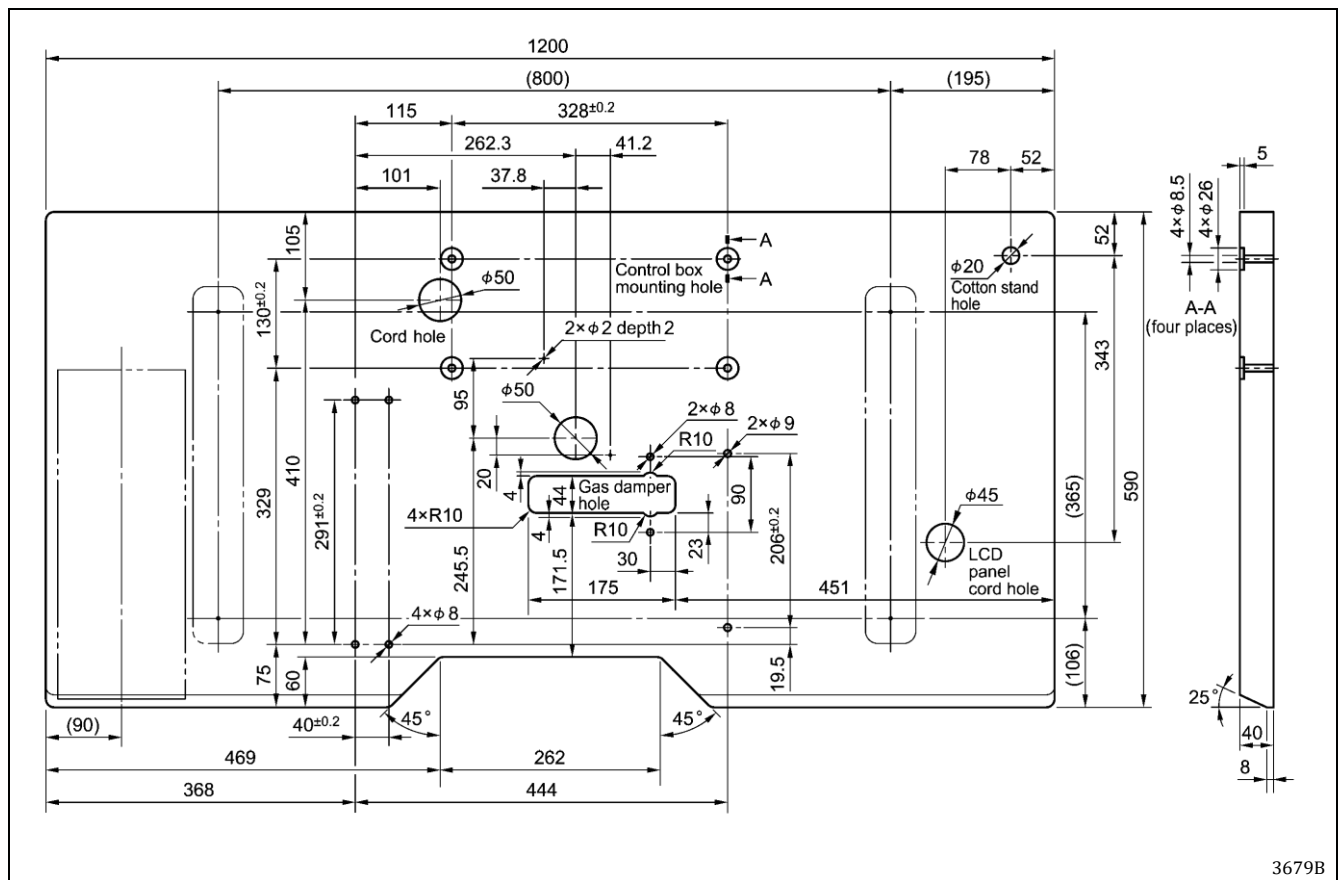 1200
(800)
(195)
115
328±0.2
262.3
41.2
78
52
101
37.8
5
4×φ8.5
4×φ26
105
A
52
φ20
Control box
mounting hole
A
Cotton stand
hole
130±0.2
φ50
A-A
(four places)
Cord hole
2×φ2 depth 2
343
φ50
95
2×φ8
2×φ9
R10
590
20
410
329
291±0.2
4
44
Gas damper
hole
90
(365)
φ45
4×R10
4
R10
206±0.2
245.5
171.5
30
23
LCD
panel
cord hole
175
451
4×φ8
75
60
19.5
(106)
25°
(90)
40±0.2
45°
45°
40
469
262
8
368
444
3679B